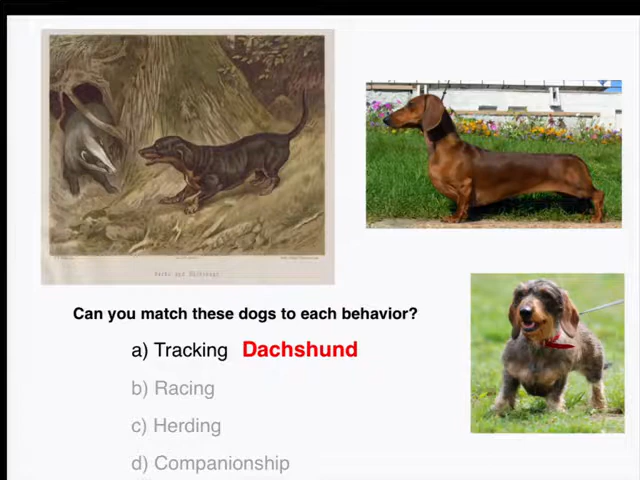 Can you match these dogs to each behavior?
a) Tracking Dachshund
b) Racing
c) Herding
d) Companionship